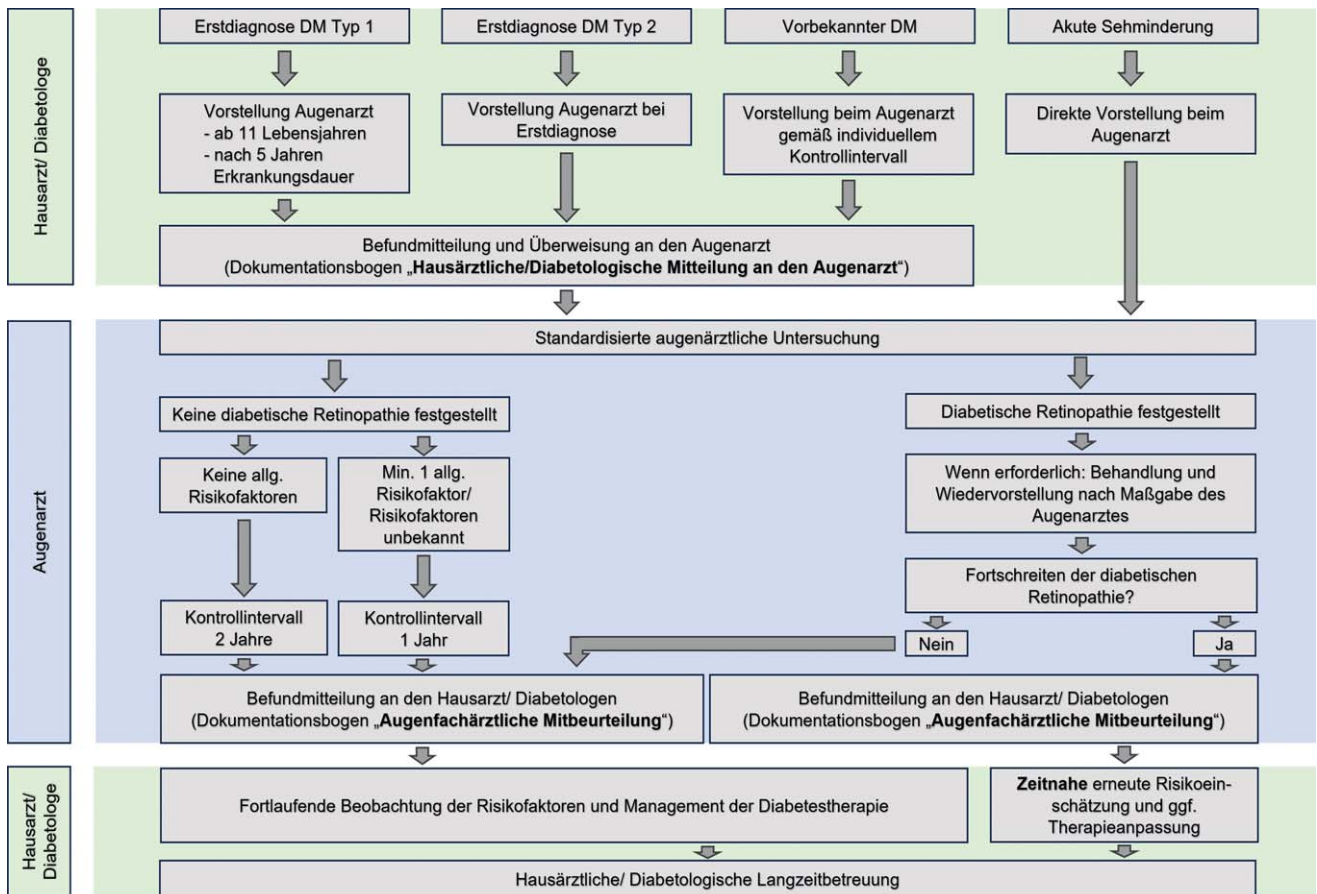 Hausarzt/ Diabetologe
Erstdiagnose DM Typ 1
Erstdiagnose DM Typ 2
Vorbekannter DM
Akute Sehminderung
Vorstellung Augenarzt
- ab 11 Lebensjahren
- nach 5 Jahren
Erkrankungsdauer
Vorstellung Augenarzt bei
Erstdiagnose
Vorstellung beim Augenarzt
gemäß individuellem
Kontrollintervall
Direkte Vorstellung beim
Augenarzt
Befundmitteilung und Überweisung an den Augenarzt
(Dokumentationsbogen „Hausärztliche/Diabetologische Mitteilung an den Augenarzt“)
Augenarzt
Standardisierte augenärztliche Untersuchung
Keine diabetische Retinopathie festgestellt
Diabetische Retinopathie festgestellt
Keine allg.
Risikofaktoren
Min. 1 allg.
Risikofaktor/
Risikofaktoren
unbekannt
Wenn erforderlich: Behandlung und
Wiedervorstellung nach Maßgabe des
Augenarztes
Fortschreiten der diabetischen
Retinopathie?
Kontrollintervall
2 Jahre
Kontrollintervall
1 Jahr
Nein
Ja
Befundmitteilung an den Hausarzt/ Diabetologen
(Dokumentationsbogen „Augenfachärztliche Mitbeurteilung“)
Befundmitteilung an den Hausarzt/ Diabetologen
(Dokumentationsbogen „Augenfachärztliche Mitbeurteilung“)
Hausarzt/
Diabetologe
Fortlaufende Beobachtung der Risikofaktoren und Management der Diabetestherapie
Zeitnahe erneute Risikoein-
schätzung und ggf.
Therapieanpassung
Hausärztliche/ Diabetologische Langzeitbetreuung